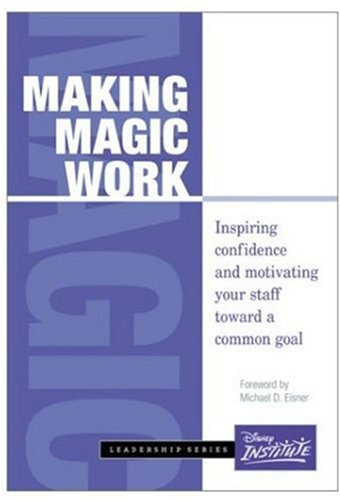 MAGIC
MAKING
MAGIC
WORK
Inspiring
confidence
and motivating
your staff
toward a
common goal
Foreword by
Michael D. Eisner
LEADERSHIP SERIES
Disney
INSTITUTE